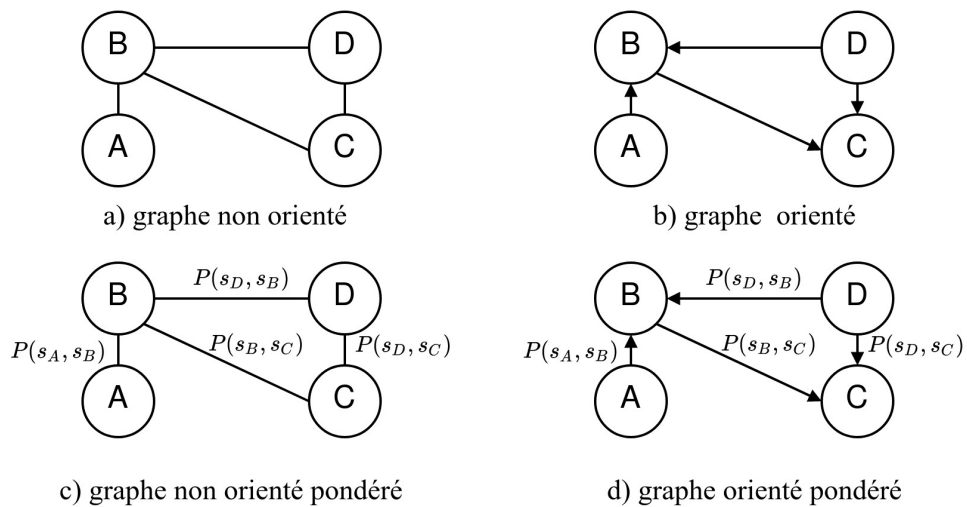 B D
A C
a) graphe non orienté
B D
A C
b) graphe orienté
B P(s_D, s_B) D
P(s_A, s_B) P(s_B, s_C) P(s_D, s_C)
A C
c) graphe non orienté pondéré
B P(s_D, s_B) D
P(s_A, s_B) P(s_B, s_C) P(s_D, s_C)
A C
d) graphe orienté pondéré